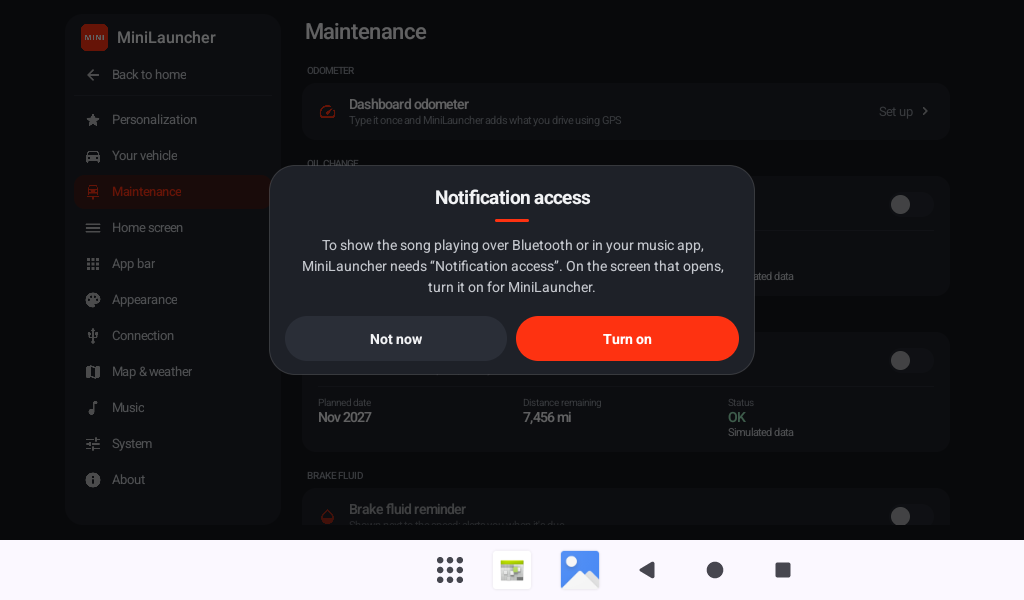 MINI
MiniLauncher
Back to home
Personalization
Your vehicle
Maintenance
Home screen
App bar
Appearance
Connection
Map & weather
Music
System
About
Maintenance
ODOMETER
Dashboard odometer
Type it once and MiniLauncher adds what you drive using GPS
Set up
OIL CHANGE
Notification access
To show the song playing over Bluetooth or in your music app,
MiniLauncher needs “Notification access”. On the screen that opens,
turn it on for MiniLauncher.
Not now
Turn on
Planned date
Nov 2027
Distance remaining
7,456 mi
Status
OK
Simulated data
BRAKE FLUID
Brake fluid reminder